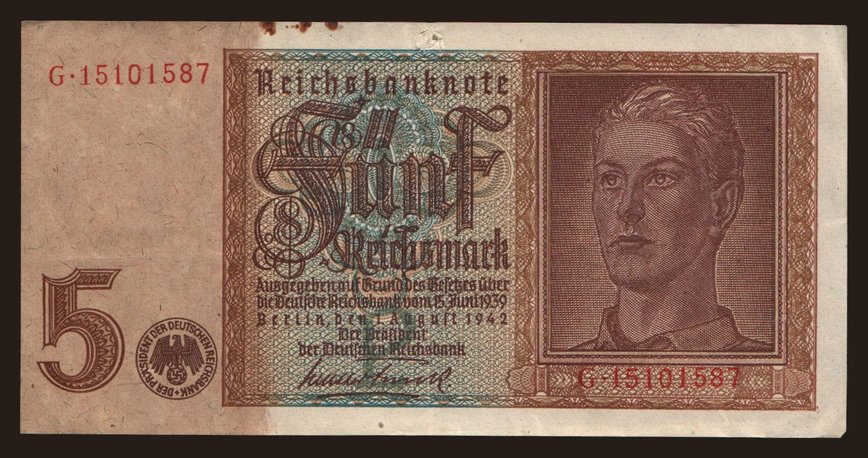 G·15101587
Reichsbanknote
Fünf
Reichsmark
Ausgegeben auf Grund des Gesetzes über
die Deutsche Reichsbank vom 15. Juni 1939
Berlin, den 1. August 1942
Der Präsident
der Deutschen Reichsbank
5
DER PRÄSIDENT DER DEUTSCHEN REICHSBANK
G·15101587